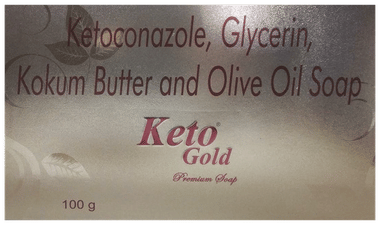 Ketoconazole, Glycerin,
Kokum Butter and Olive Oil Soap
Keto®
Gold
Premium Soap
100 g